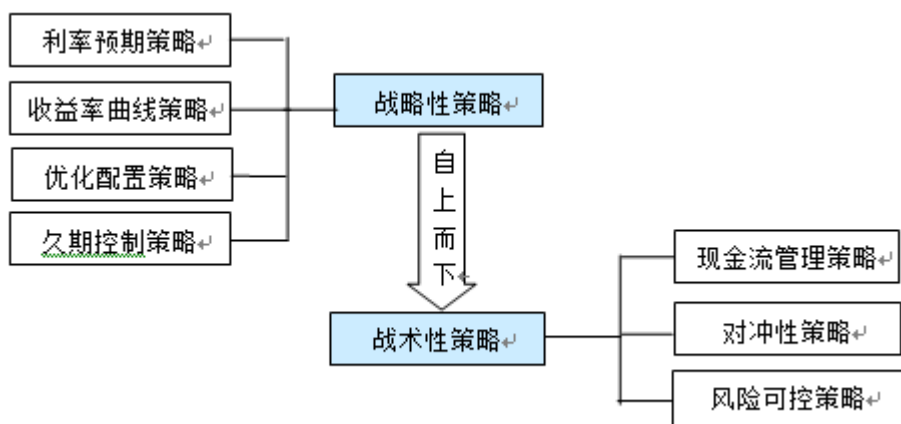 利率预期策略
收益率曲线策略
优化配置策略
久期控制策略
战略性策略
自
上
而
下
战术性策略
现金流管理策略
对冲性策略
风险可控策略